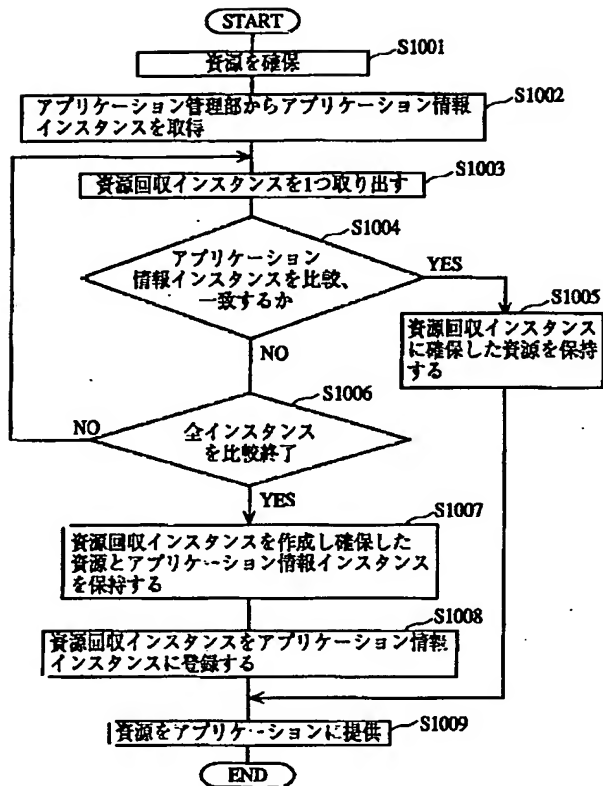 START
S1001
資源を確保
S1002
アプリケーション管理部からアプリケーション情報
インスタンスを取得
S1003
資源回収インスタンスを1つ取り出す
S1004
アプリケーション
情報インスタンスを比較、
一致するか
YES
S1005
資源回収インスタンス
に確保した資源を保持
する
NO
S1006
全インスタンス
を比較終了
NO
YES
S1007
資源回収インスタンスを作成し確保した
資源とアプリケーション情報インスタンス
を保持する
S1008
資源回収インスタンスをアプリケーション情報
インスタンスに登録する
S1009
資源をアプリケーションに提供
END